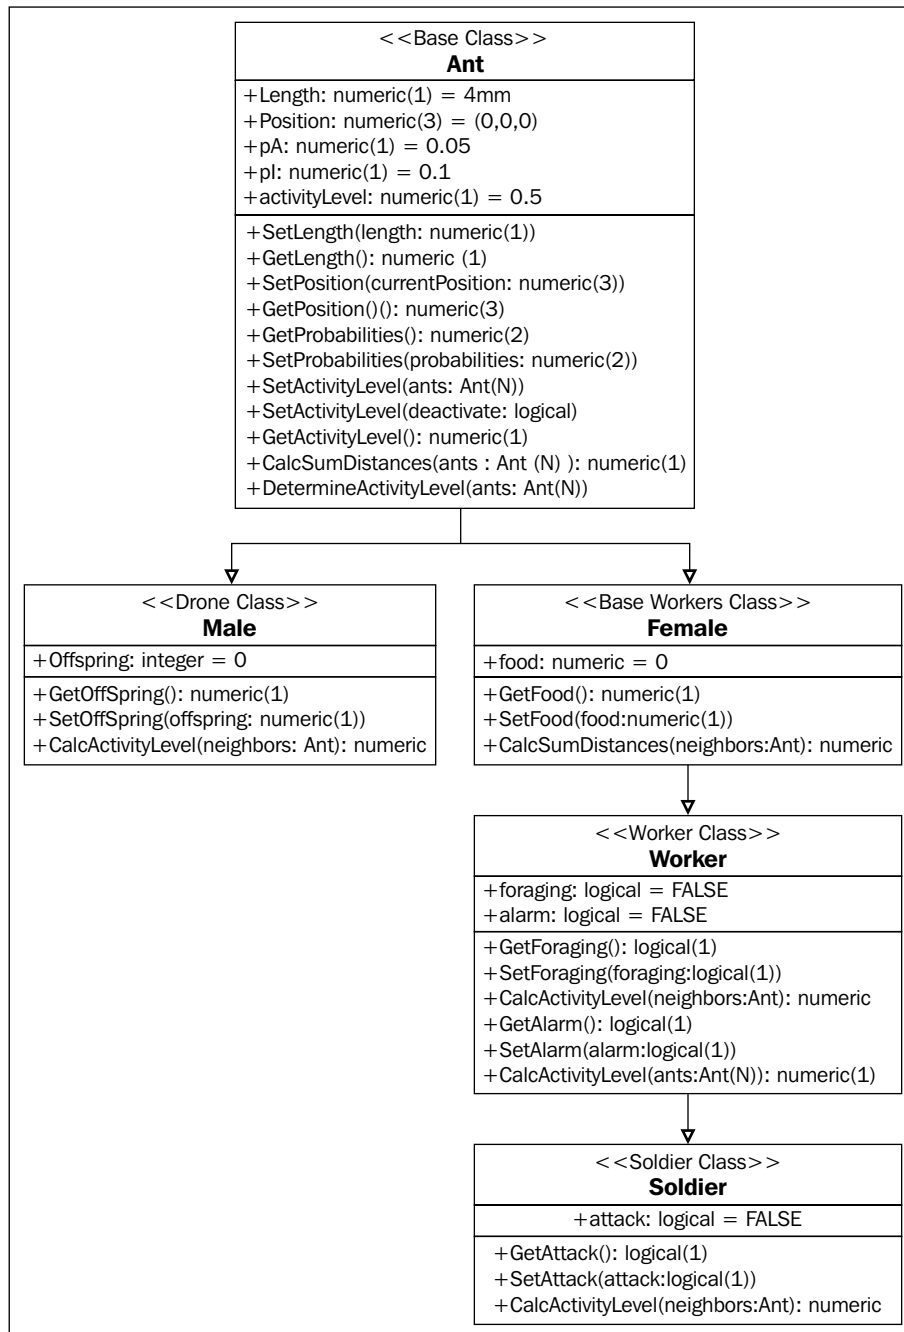 <<Base Class>>
Ant
+Length: numeric(1) = 4mm
+Position: numeric(3) = (0,0,0)
+pA: numeric(1) = 0.05
+pI: numeric(1) = 0.1
+activityLevel: numeric(1) = 0.5
+SetLength(length: numeric(1))
+GetLength(): numeric (1)
+SetPosition(currentPosition: numeric(3))
+GetPosition()(): numeric(3)
+GetProbabilities(): numeric(2)
+SetProbabilities(probabilities: numeric(2))
+SetActivityLevel(ants: Ant(N))
+SetActivityLevel(deactivate: logical)
+GetActivityLevel(): numeric(1)
+CalcSumDistances(ants : Ant (N) ): numeric(1)
+DetermineActivityLevel(ants: Ant(N))
<<Drone Class>>
Male
+Offspring: integer = 0
+GetOffSpring(): numeric(1)
+SetOffSpring(offspring: numeric(1))
+CalcActivityLevel(neighbors: Ant): numeric
<<Base Workers Class>>
Female
+food: numeric = 0
+GetFood(): numeric(1)
+SetFood(food:numeric(1))
+CalcSumDistances(neighbors:Ant): numeric
<<Worker Class>>
Worker
+foraging: logical = FALSE
+alarm: logical = FALSE
+GetForaging(): logical(1)
+SetForaging(foraging:logical(1))
+CalcActivityLevel(neighbors:Ant): numeric
+GetAlarm(): logical(1)
+SetAlarm(alarm:logical(1))
+CalcActivityLevel(ants:Ant(N)): numeric(1)
<<Soldier Class>>
Soldier
+attack: logical = FALSE
+GetAttack(): logical(1)
+SetAttack(attack:logical(1))
+CalcActivityLevel(neighbors:Ant): numeric